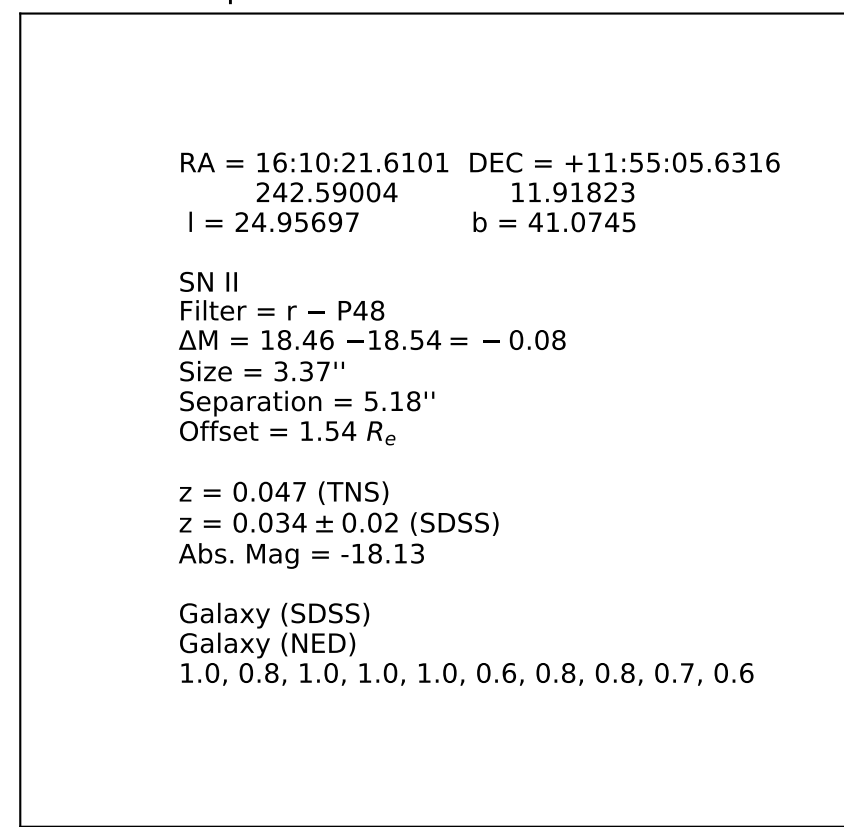 RA = 16:10:21.6101 DEC = +11:55:05.6316
242.59004 11.91823
l = 24.95697 b = 41.0745
SN II
Filter = r − P48
ΔM = 18.46 −18.54 = − 0.08
Size = 3.37''
Separation = 5.18''
Offset = 1.54 Rₑ
z = 0.047 (TNS)
z = 0.034 ± 0.02 (SDSS)
Abs. Mag = -18.13
Galaxy (SDSS)
Galaxy (NED)
1.0, 0.8, 1.0, 1.0, 1.0, 0.6, 0.8, 0.8, 0.7, 0.6